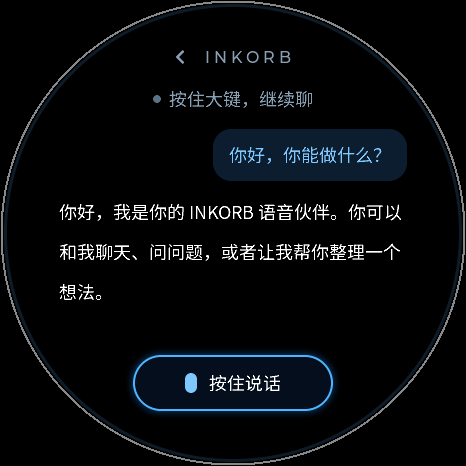 INKORB
按住大键，继续聊
你好，你能做什么？
你好，我是你的 INKORB 语音伙伴。你可以
和我聊天、问问题，或者让我帮你整理一个
想法。
按住说话